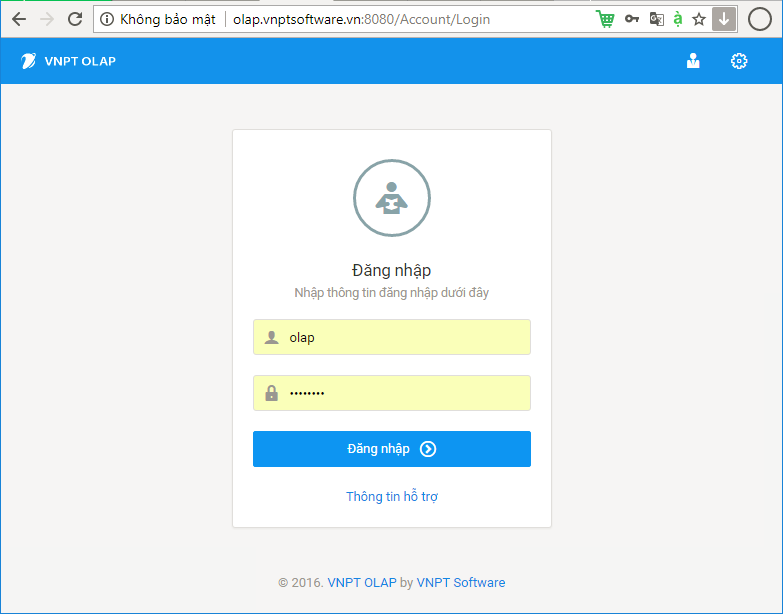 Không bảo mật olap.vnptsoftware.vn:8080/Account/Login
VNPT OLAP
Đăng nhập
Nhập thông tin đăng nhập dưới đây
olap
••••••••
Đăng nhập
Thông tin hỗ trợ
© 2016. VNPT OLAP by VNPT Software